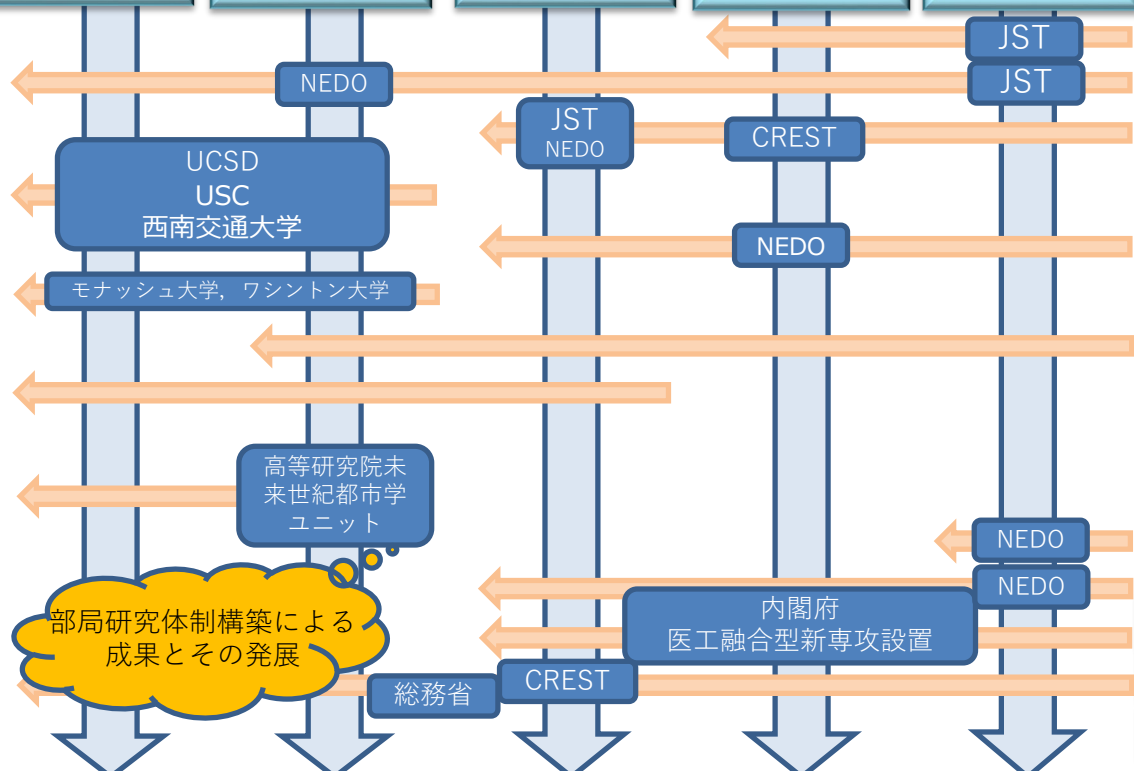 JST
NEDO
JST
JST
NEDO
CREST
UCSD
USC
西南交通大学
NEDO
モナッシュ大学，ワシントン大学
高等研究院未
来世紀都市学
ユニット
NEDO
NEDO
部局研究体制構築による
成果とその発展
内閣府
医工融合型新専攻設置
総務省
CREST